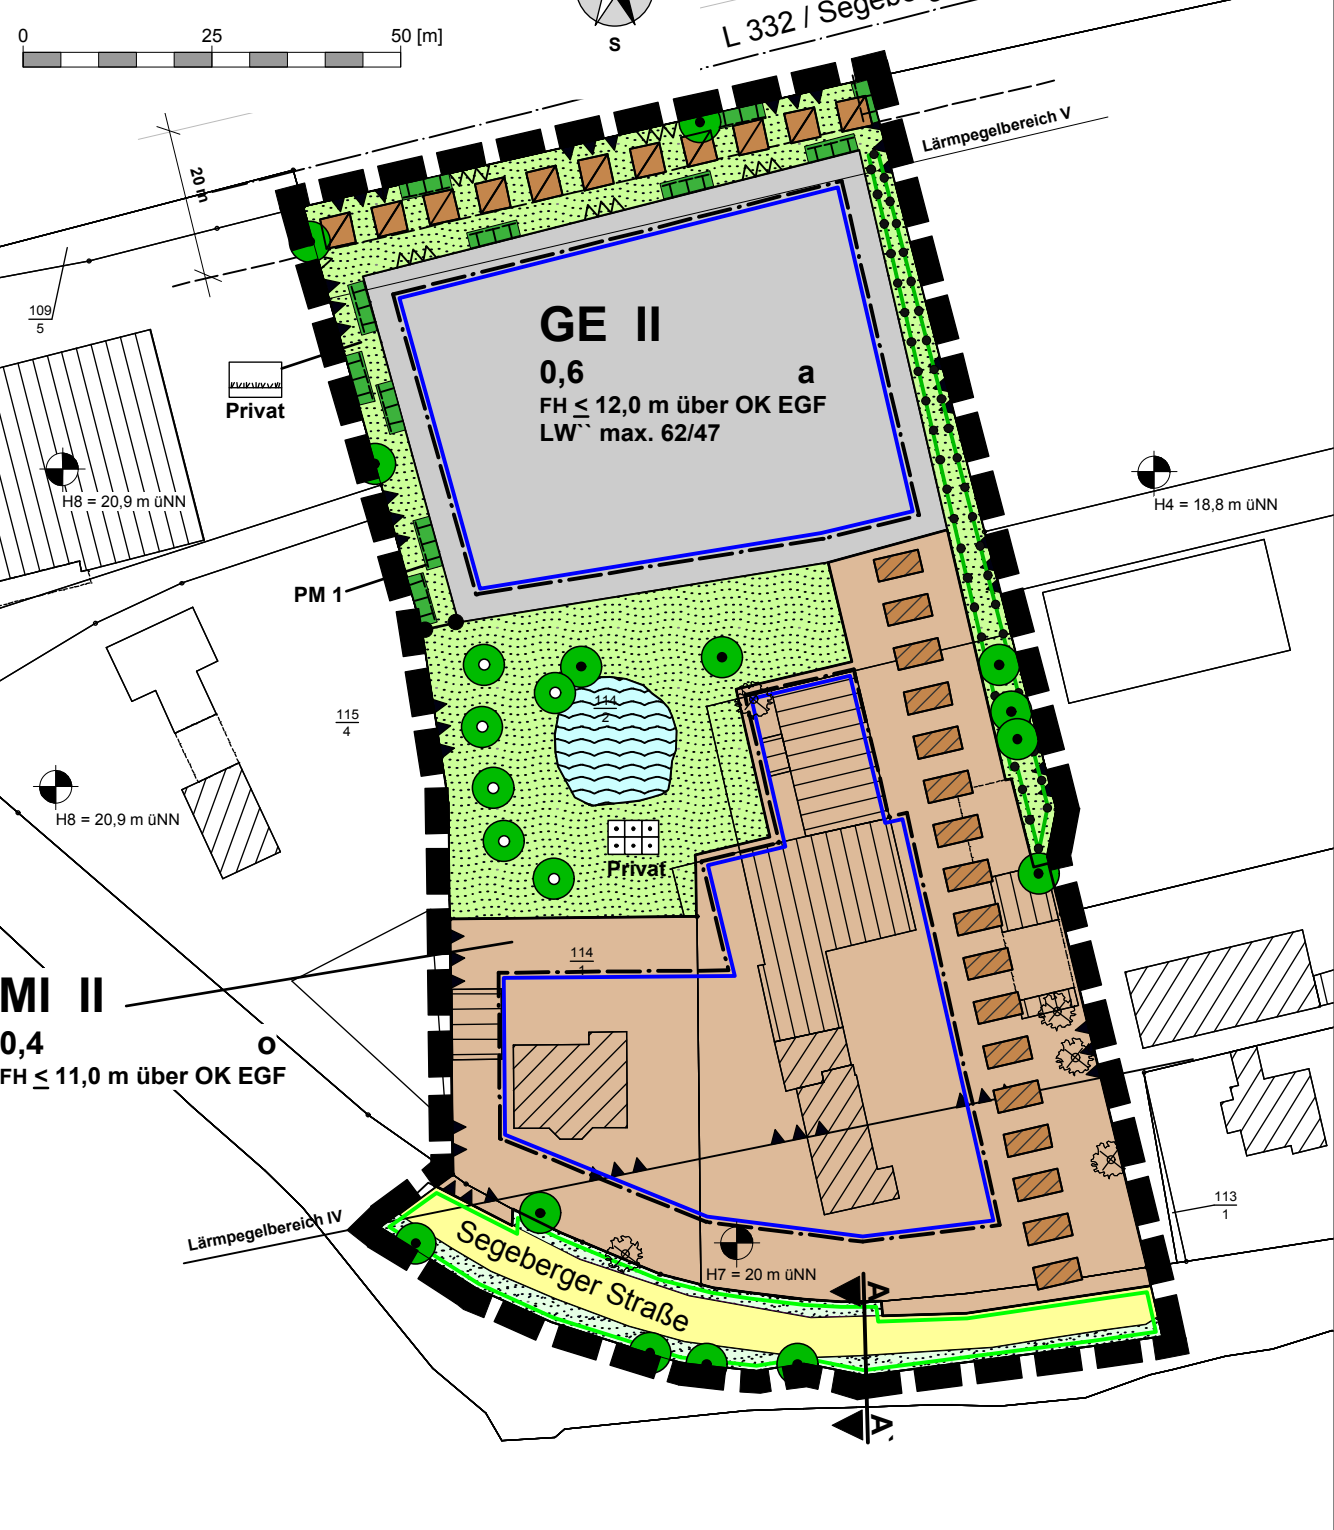 0 25 50 [m]
S
L 332 /
20 m
Lärmpegelbereich V
109
5
Privat
GE II
0,6 a
FH ≤ 12,0 m über OK EGF
LW`` max. 62/47
H8 = 20,9 m üNN
H4 = 18,8 m üNN
PM 1
114
2
115
4
H8 = 20,9 m üNN
Privat
114
1
MI II
0,4 o
FH ≤ 11,0 m über OK EGF
113
1
Lärmpegelbereich IV
Segeberger Straße
H7 = 20 m üNN
A
A`